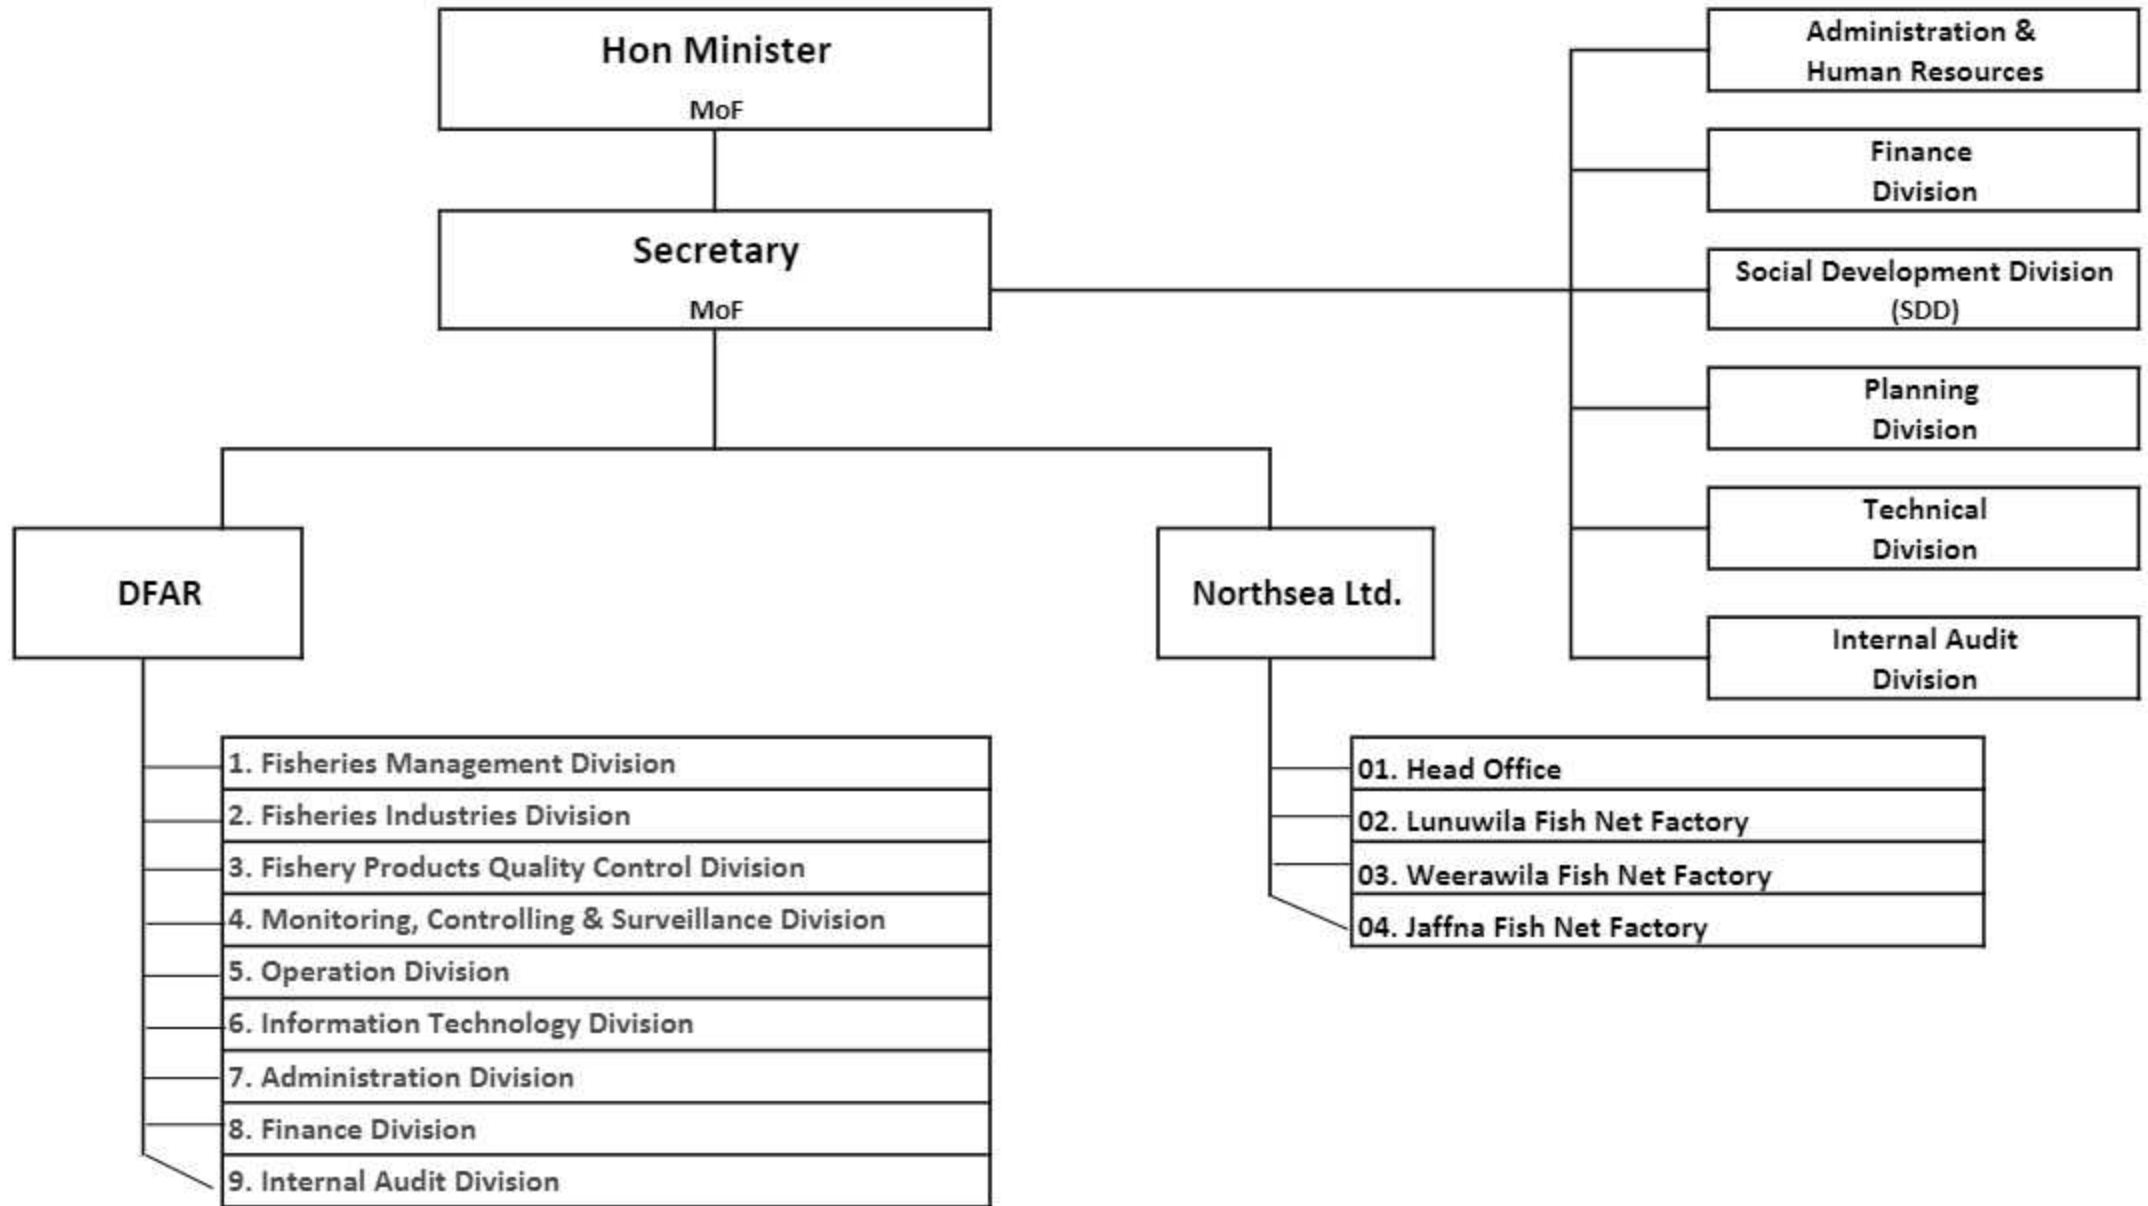 Hon Minister
MoF
Secretary
MoF
Administration &
Human Resources
Finance
Division
Social Development Division
(SDD)
Planning
Division
Technical
Division
Internal Audit
Division
DFAR
1. Fisheries Management Division
2. Fisheries Industries Division
3. Fishery Products Quality Control Division
4. Monitoring, Controlling & Surveillance Division
5. Operation Division
6. Information Technology Division
7. Administration Division
8. Finance Division
9. Internal Audit Division
Northsea Ltd.
01. Head Office
02. Lunuwila Fish Net Factory
03. Weerawila Fish Net Factory
04. Jaffna Fish Net Factory